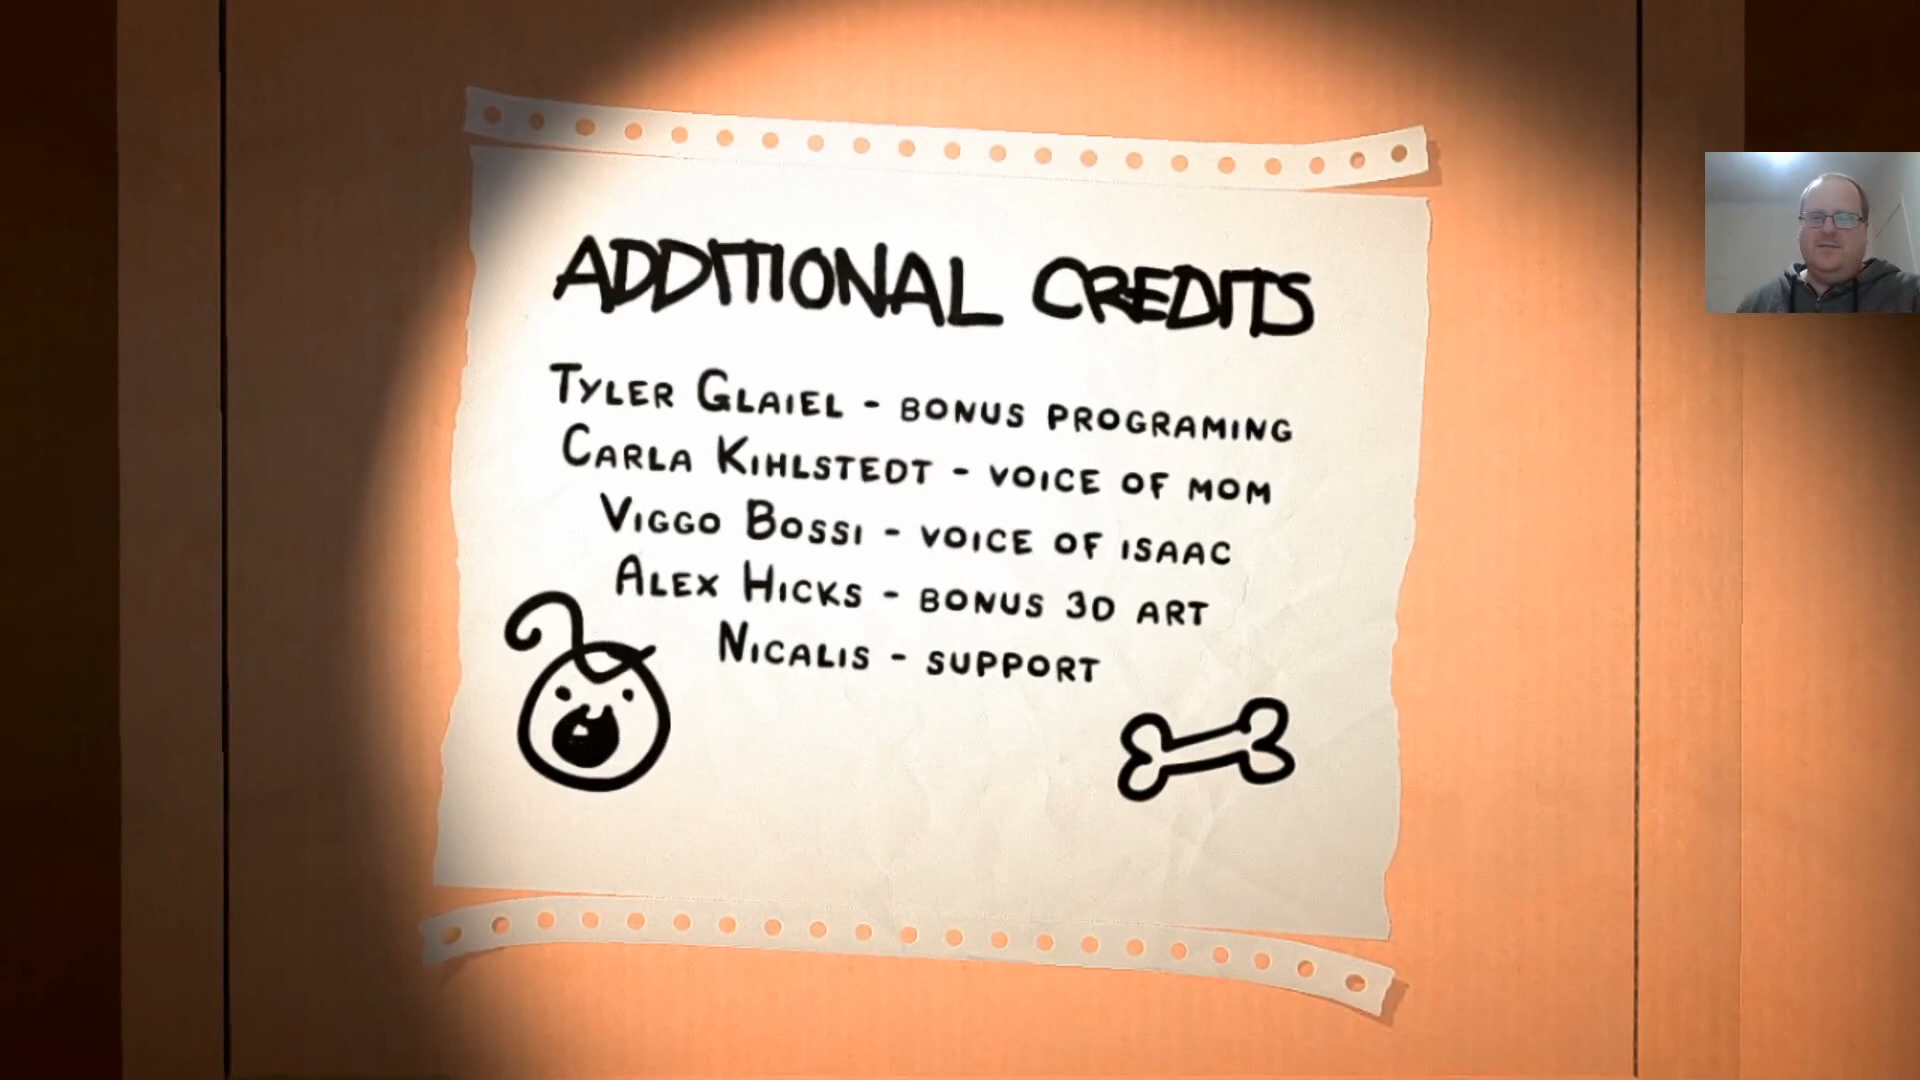 ADDITIONAL CREDITS
TYLER GLAIEL - BONUS PROGRAMING
CARLA KIHLSTEDT - VOICE OF MOM
VIGGO BOSSI - VOICE OF ISAAC
ALEX HICKS - BONUS 3D ART
NICALIS - SUPPORT